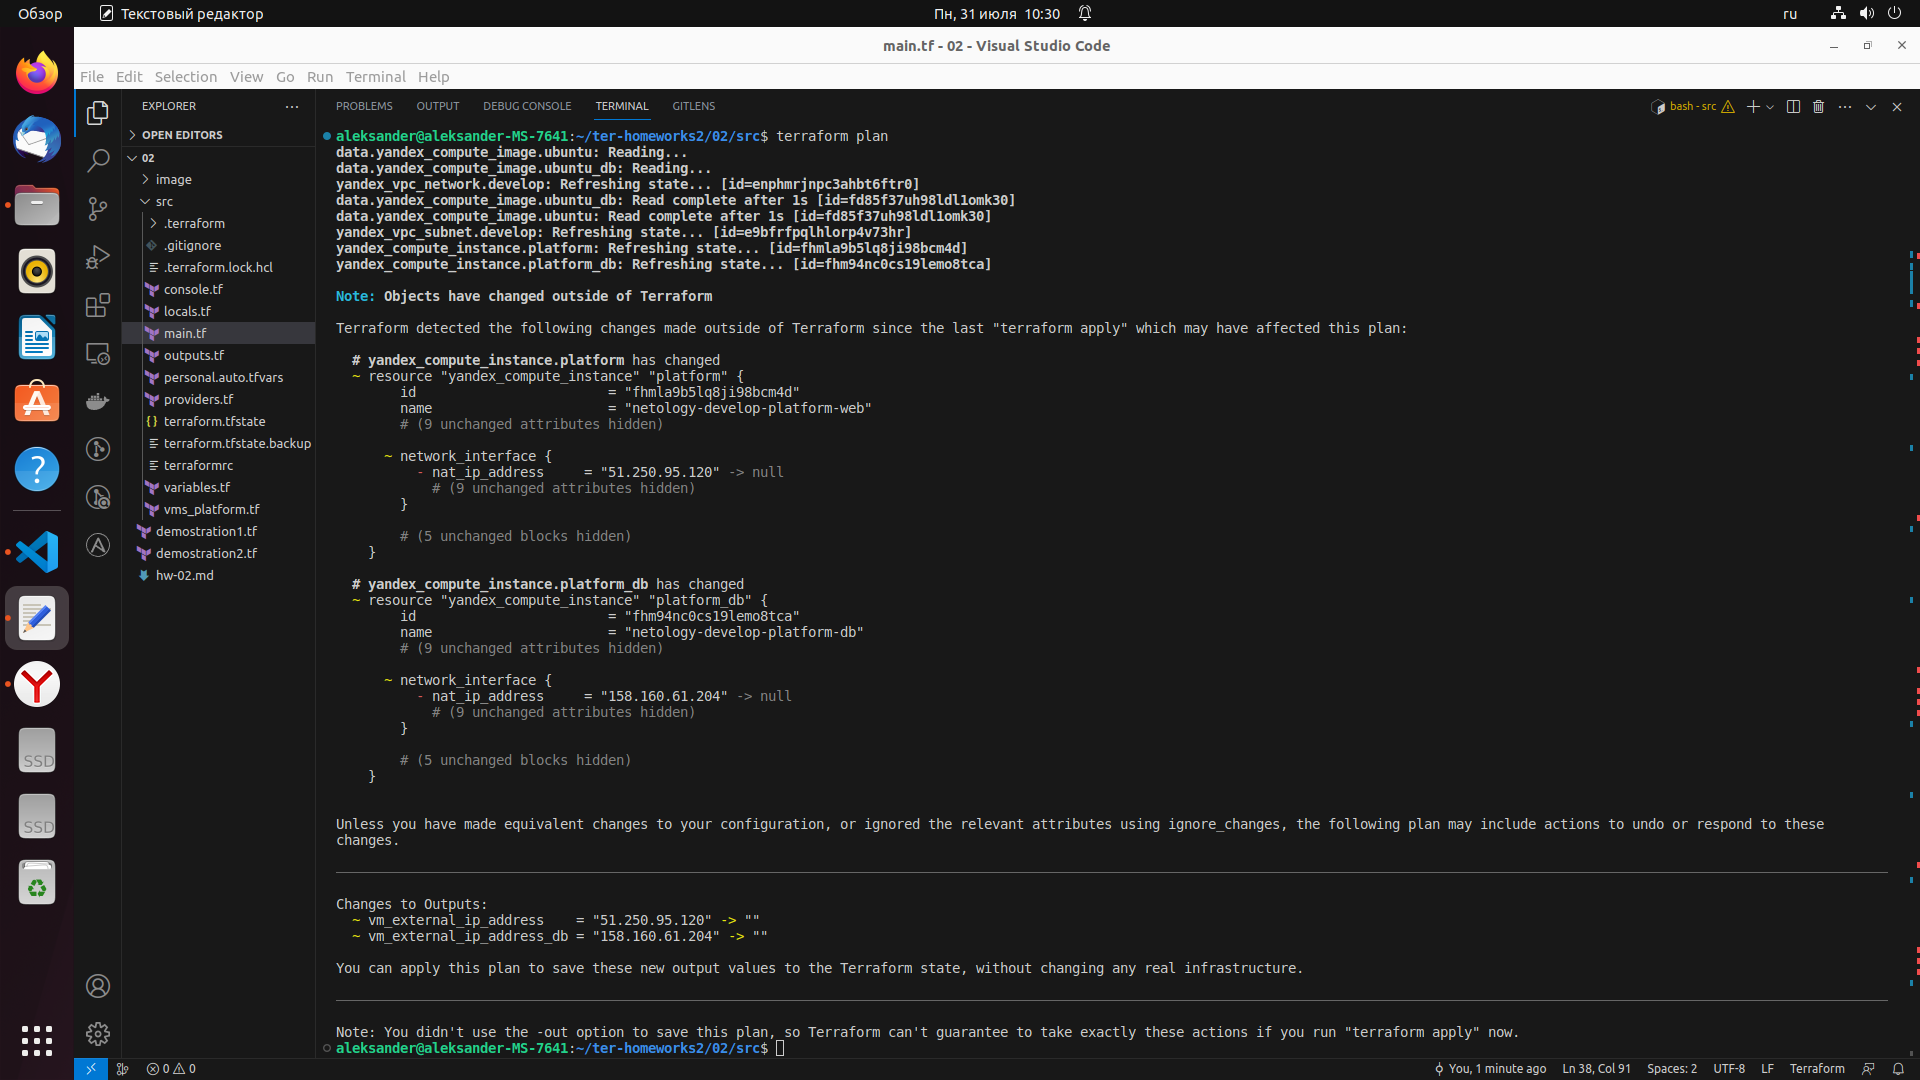 Обзор
Текстовый редактор
Пн, 31 июля 10:30
ru
main.tf - 02 - Visual Studio Code
File Edit Selection View Go Run Terminal Help
EXPLORER
OPEN EDITORS
02
image
src
.terraform
.gitignore
.terraform.lock.hcl
console.tf
locals.tf
main.tf
outputs.tf
personal.auto.tfvars
providers.tf
terraform.tfstate
terraform.tfstate.backup
terraformrc
variables.tf
vms_platform.tf
demostration1.tf
demostration2.tf
hw-02.md
SSD
SSD
PROBLEMS OUTPUT DEBUG CONSOLE TERMINAL GITLENS
bash - src
aleksander@aleksander-MS-7641:~/ter-homeworks2/02/src$ terraform plan
data.yandex_compute_image.ubuntu: Reading...
data.yandex_compute_image.ubuntu_db: Reading...
yandex_vpc_network.develop: Refreshing state... [id=enphmrjnpc3ahbt6ftr0]
data.yandex_compute_image.ubuntu_db: Read complete after 1s [id=fd85f37uh98ldl1omk30]
data.yandex_compute_image.ubuntu: Read complete after 1s [id=fd85f37uh98ldl1omk30]
yandex_vpc_subnet.develop: Refreshing state... [id=e9bfrfpqlhlorp4v73hr]
yandex_compute_instance.platform: Refreshing state... [id=fhmla9b5lq8ji98bcm4d]
yandex_compute_instance.platform_db: Refreshing state... [id=fhm94nc0cs19lemo8tca]
Note: Objects have changed outside of Terraform
Terraform detected the following changes made outside of Terraform since the last "terraform apply" which may have affected this plan:
# yandex_compute_instance.platform has changed
~ resource "yandex_compute_instance" "platform" {
id = "fhmla9b5lq8ji98bcm4d"
name = "netology-develop-platform-web"
# (9 unchanged attributes hidden)
~ network_interface {
- nat_ip_address = "51.250.95.120" -> null
# (9 unchanged attributes hidden)
}
# (5 unchanged blocks hidden)
}
# yandex_compute_instance.platform_db has changed
~ resource "yandex_compute_instance" "platform_db" {
id = "fhm94nc0cs19lemo8tca"
name = "netology-develop-platform-db"
# (9 unchanged attributes hidden)
~ network_interface {
- nat_ip_address = "158.160.61.204" -> null
# (9 unchanged attributes hidden)
}
# (5 unchanged blocks hidden)
}
Unless you have made equivalent changes to your configuration, or ignored the relevant attributes using ignore_changes, the following plan may include actions to undo or respond to these
changes.
Changes to Outputs:
~ vm_external_ip_address = "51.250.95.120" -> ""
~ vm_external_ip_address_db = "158.160.61.204" -> ""
You can apply this plan to save these new output values to the Terraform state, without changing any real infrastructure.
Note: You didn't use the -out option to save this plan, so Terraform can't guarantee to take exactly these actions if you run "terraform apply" now.
aleksander@aleksander-MS-7641:~/ter-homeworks2/02/src$
0 0
You, 1 minute ago Ln 38, Col 91 Spaces: 2 UTF-8 LF Terraform